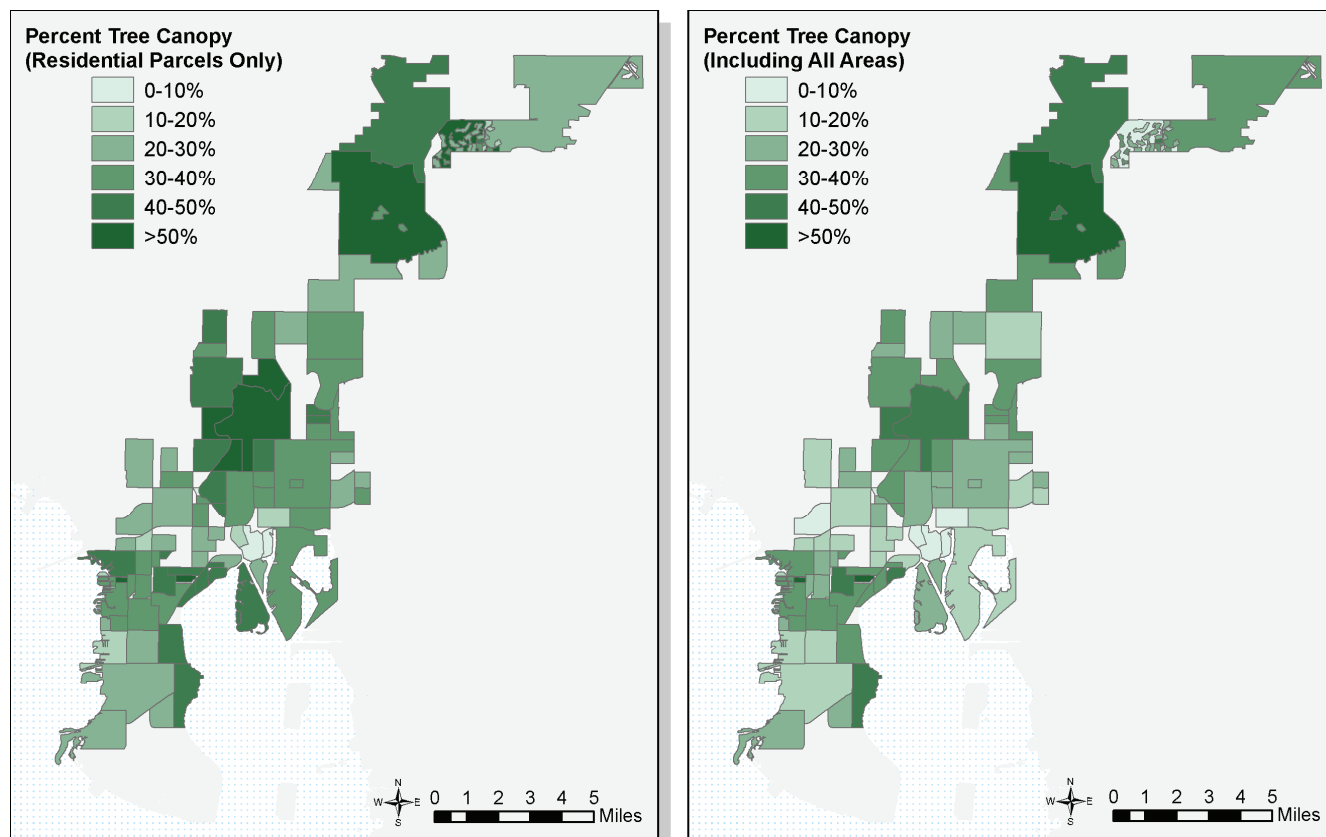 Percent Tree Canopy
(Residential Parcels Only)
0-10%
10-20%
20-30%
30-40%
40-50%
>50%
N
W E
S
0 1 2 3 4 5
Miles
Percent Tree Canopy
(Including All Areas)
0-10%
10-20%
20-30%
30-40%
40-50%
>50%
N
W E
S
0 1 2 3 4 5
Miles